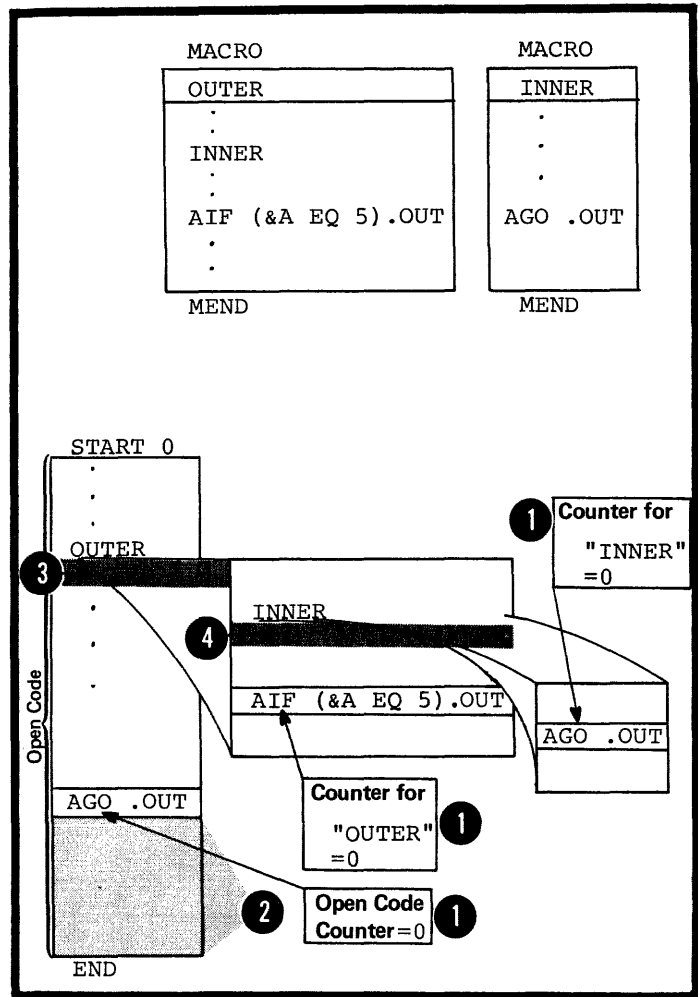 MACRO
OUTER
INNER
AIF (&A EQ 5).OUT
MEND
MACRO
INNER
AGO .OUT
MEND
START 0
OUTER
3
Open Code
INNER
4
AIF (&A EQ 5).OUT
1
Counter for
"INNER"
=0
AGO .OUT
AGO .OUT
Counter for
"OUTER"
=0
1
2
Open Code
Counter=0
1
END